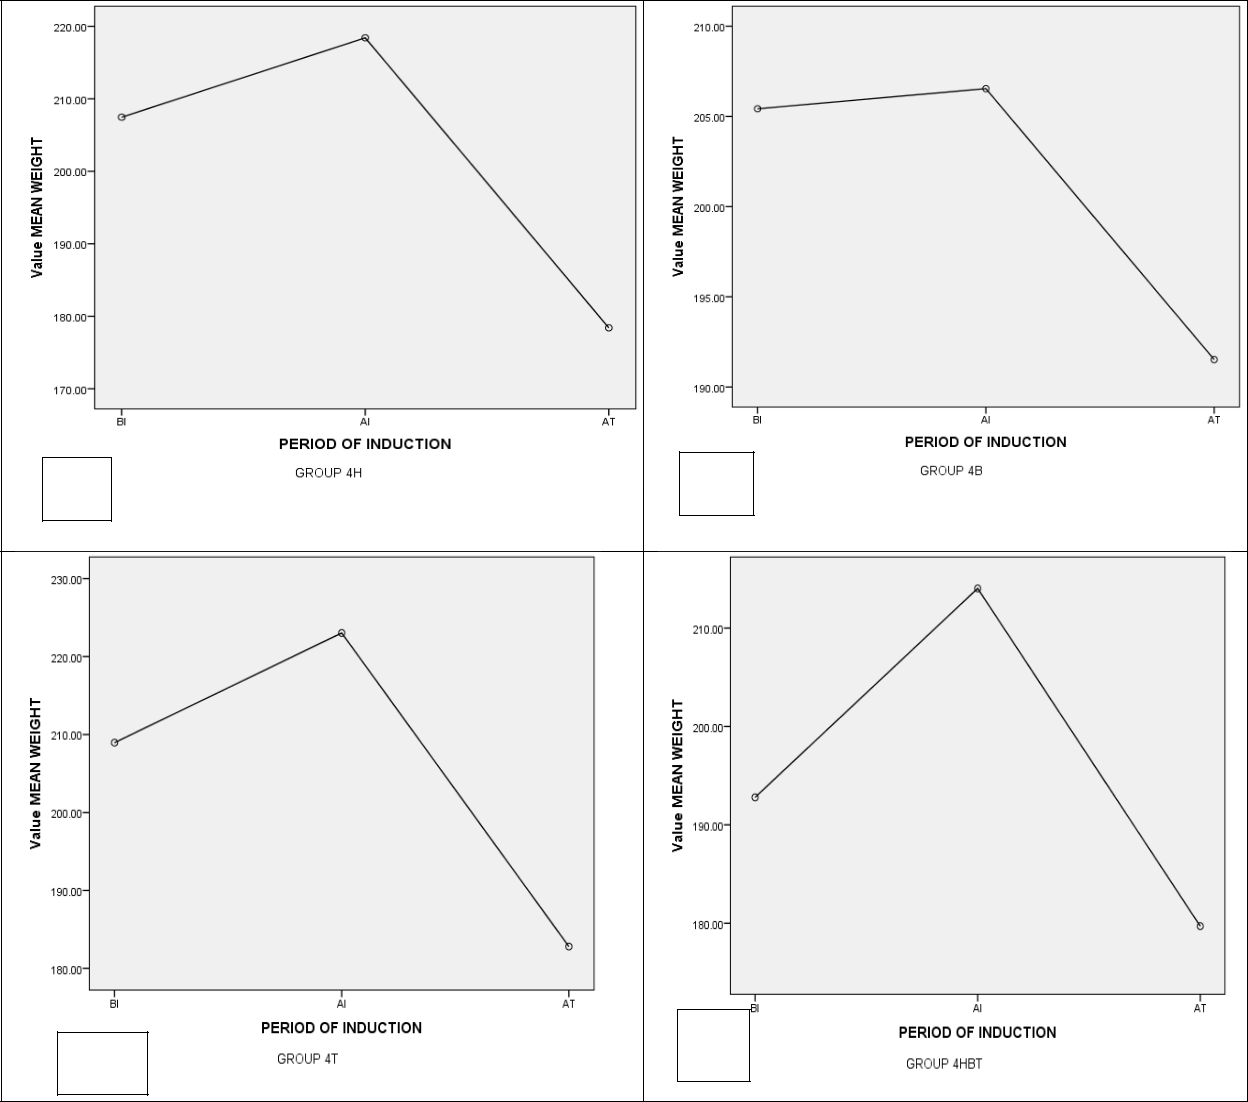 220.00
210.00
200.00
190.00
180.00
170.00
Value MEAN WEIGHT
BI AI AT
PERIOD OF INDUCTION
GROUP 4H
210.00
205.00
200.00
195.00
190.00
Value MEAN WEIGHT
BI AI AT
PERIOD OF INDUCTION
GROUP 4B
230.00
220.00
210.00
200.00
190.00
180.00
Value MEAN WEIGHT
BI AI AT
PERIOD OF INDUCTION
GROUP 4T
210.00
200.00
190.00
180.00
Value MEAN WEIGHT
BI AI AT
PERIOD OF INDUCTION
GROUP 4HBT